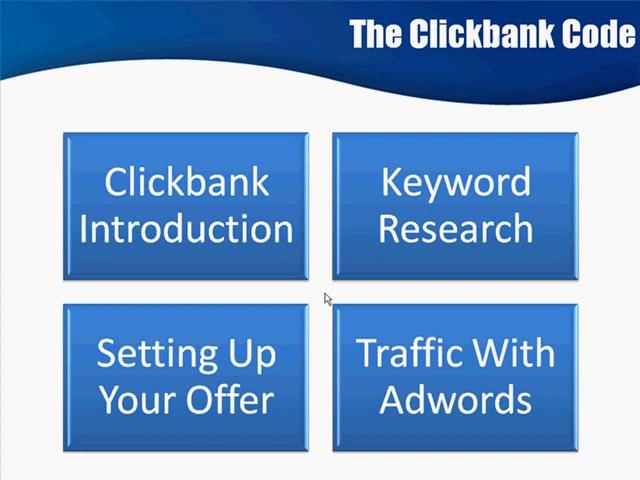 The Clickbank Code
Clickbank
Introduction
Keyword
Research
Setting Up
Your Offer
Traffic With
Adwords